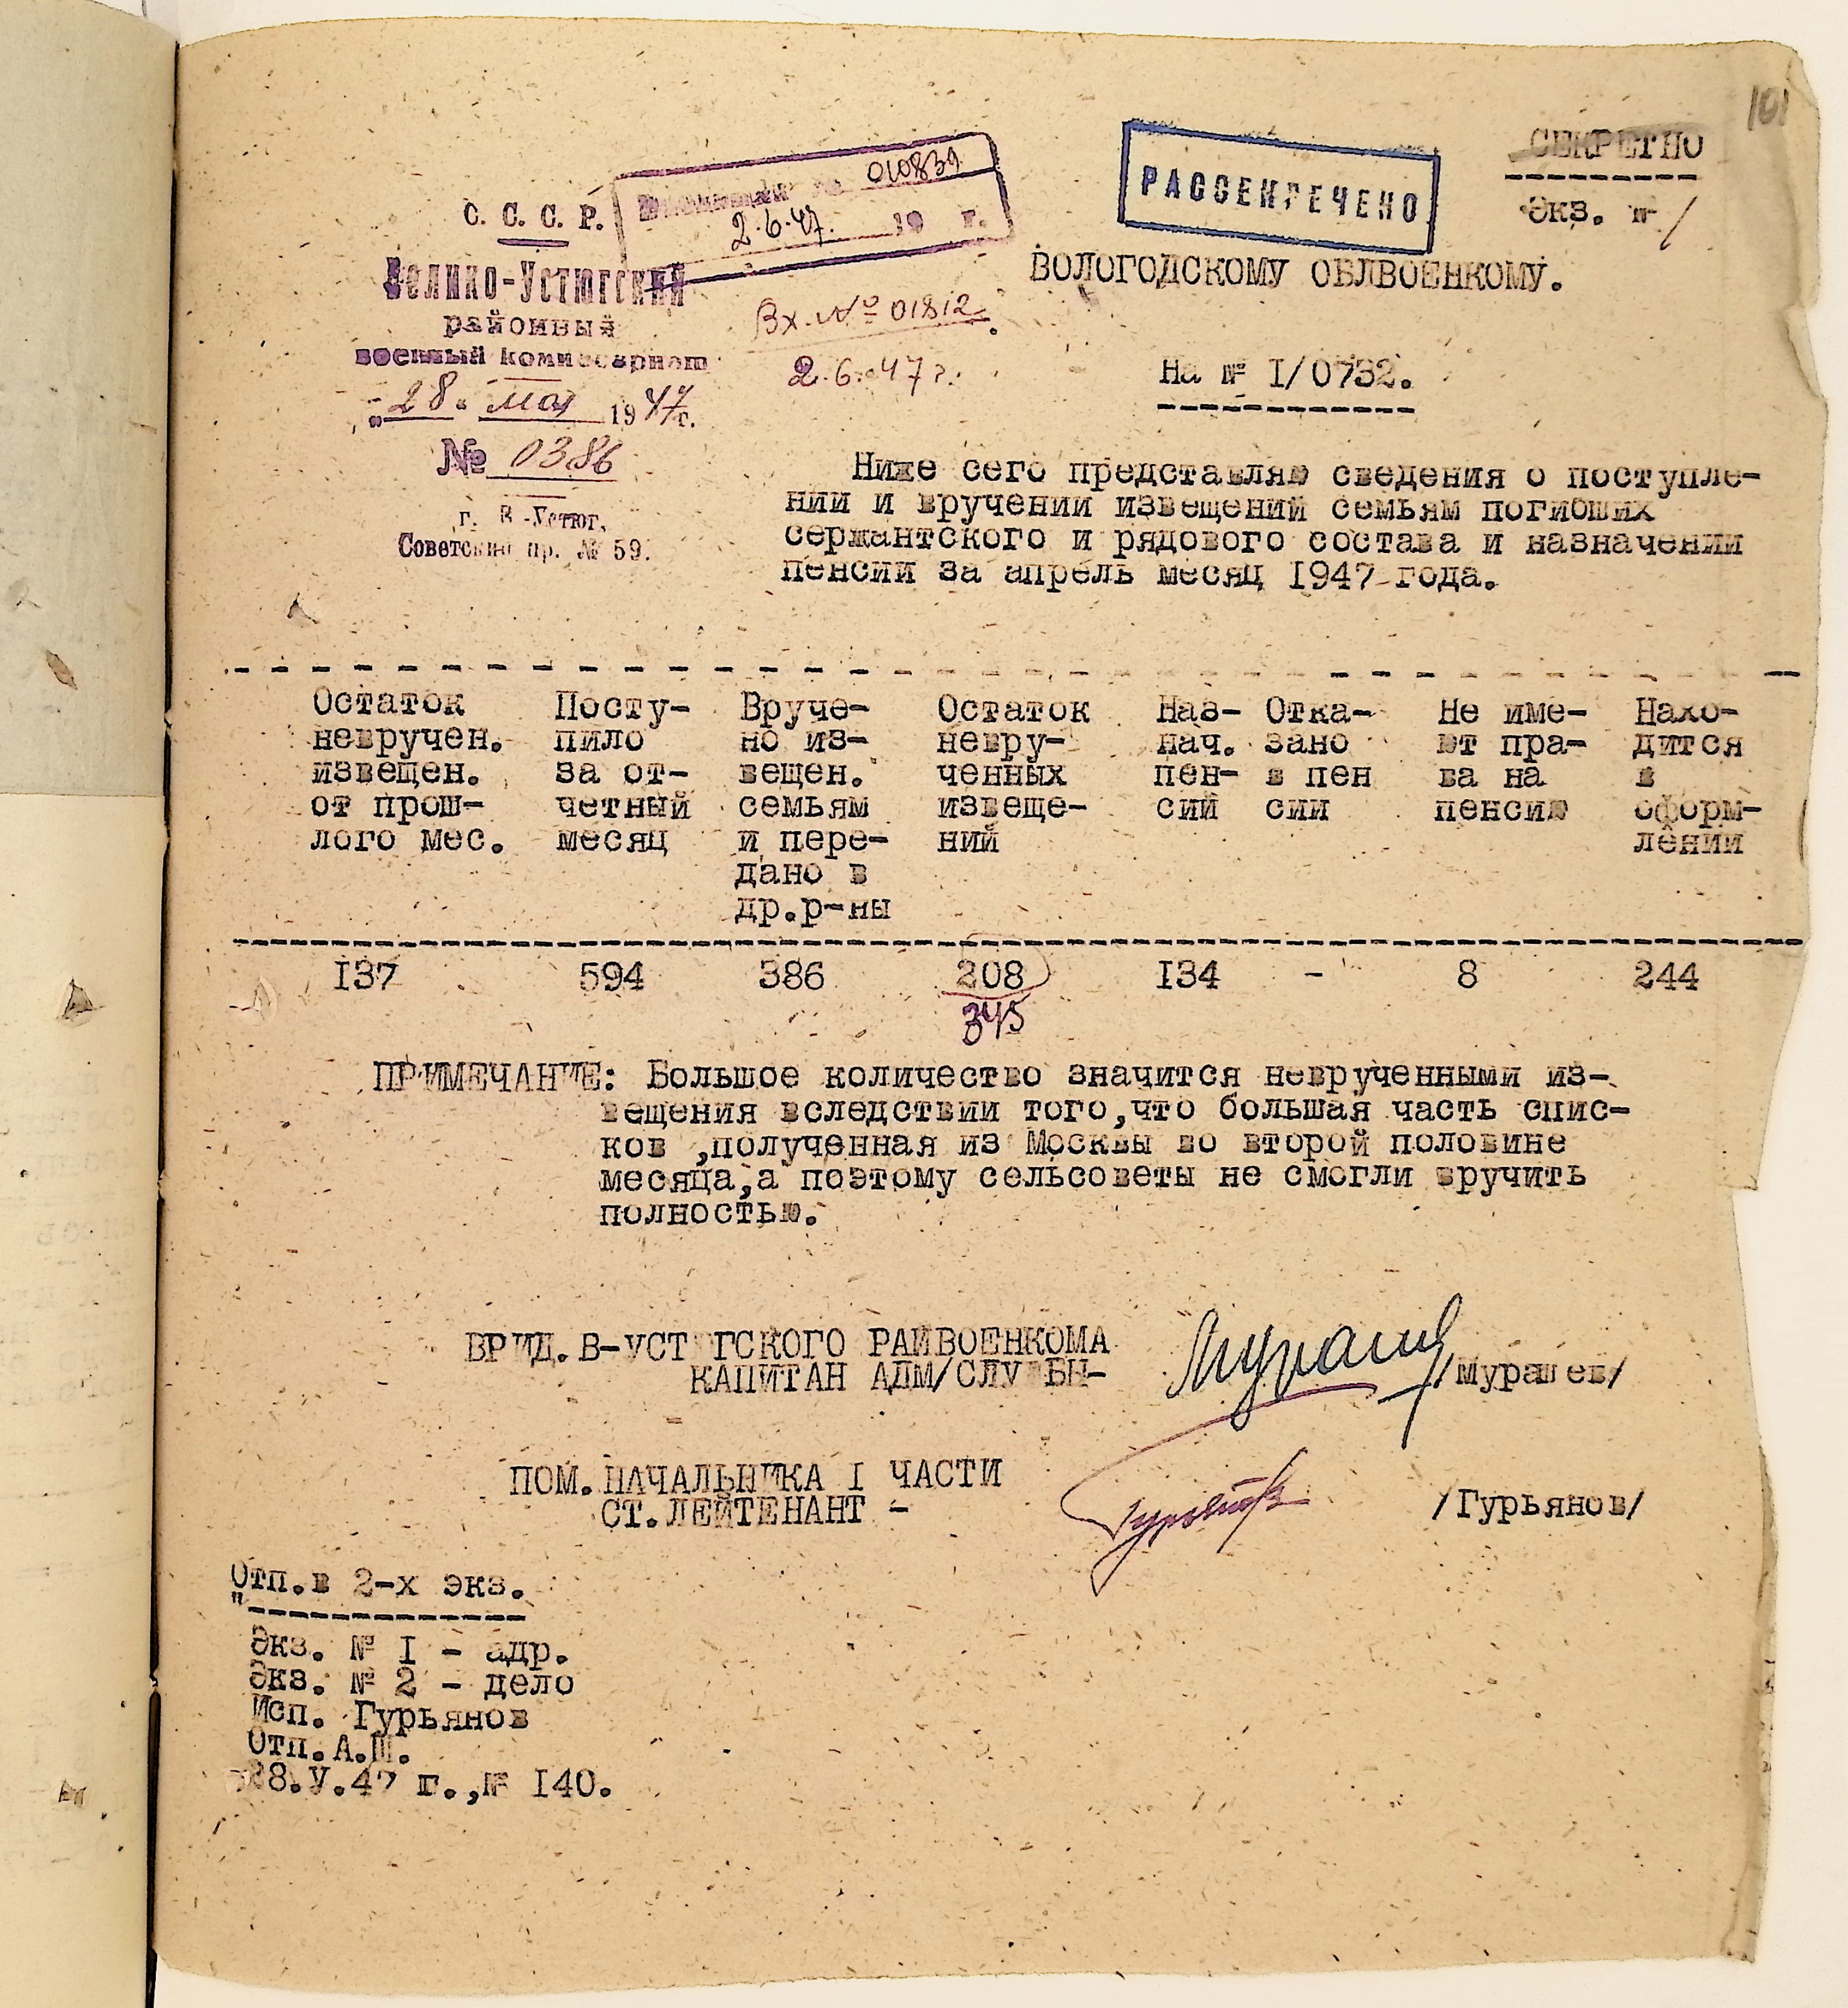 101
СЕКРЕТНО
Экз. № 1
РАССЕКРЕЧЕНО
010839
2.6.47. 19 г.
С. С. С. Р.
Велико-Устюгский
районный
военный комиссариат
„28" мая 1947г.
№ 0386
г. В-Устюг,
Советский пр. № 59.
Вх. № 01812
2.6.47 г.
ВОЛОГОДСКОМУ ОБЛВОЕНКОМУ.
На № I/0732.
Ниже сего представляю сведения о поступле-
нии и вручении извещений семьям погибших
сержантского и рядового состава и назначении
пенсии за апрель месяц 1947 года.
Остаток невручен. извещен. от прош- лого мес.
Посту- пило за от- четный месяц
Вруче- но из- вещен. семьям и пере- дано в др.р-ны
Остаток невру- ченных извеще- ний
Наз- нач. пен- сий
Отка- зано в пен сии
Не име- ют пра- ва на пенсию
Нахо- дится в оформ- лении
137 594 386 208 134 - 8 244
345
ПРИМЕЧАНИЕ: Большое количество значится неврученными из-
вещения вследствии того,что большая часть спис-
ков ,полученная из Москвы во второй половине
месяца,а поэтому сельсоветы не смогли вручить
полностью.
ВРИД.В-УСТЮГСКОГО РАЙВОЕНКОМА
КАПИТАН АДМ/СЛУЖБЫ- /Мурашев/
ПОМ.НАЧАЛЬНИКА I ЧАСТИ
СТ.ЛЕЙТЕНАНТ - /Гурьянов/
Отп.в 2-х экз.
Экз. № I - адр.
Экз. № 2 - дело
Исп. Гурьянов
Отп.А.Ш.
28.У.47 г.,№ 140.